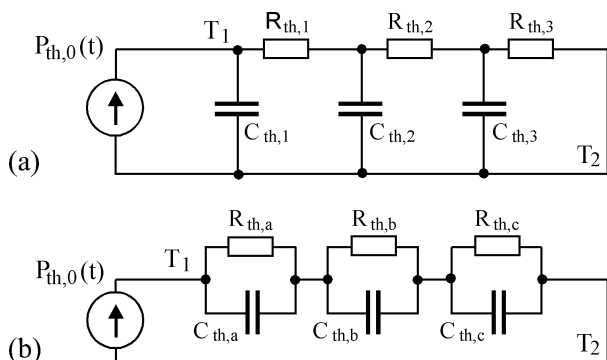 T1 Rth,1 Rth,2 Rth,3
Pth,0(t)
Cth,1 Cth,2 Cth,3
(a) T2
Rth,a Rth,b Rth,c
T1
Pth,0(t)
Cth,a Cth,b Cth,c
(b) T2